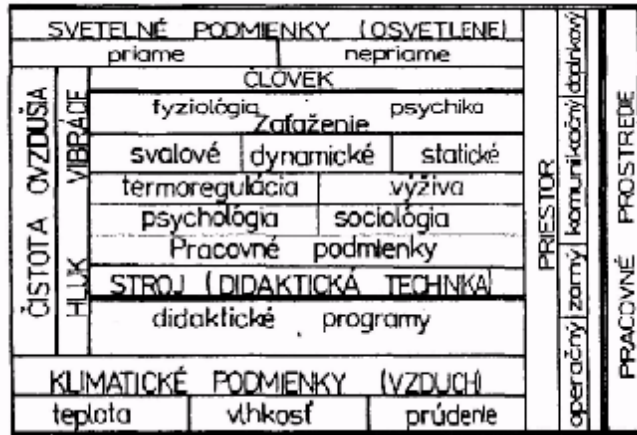 SVETELNÉ PODMIENKY (OSVETLENE)
priame nepriame
ČISTOTA OVZDUŠIA
HLUK VIBRÁCIE
ČLOVEK
fyziológia psychika
Zaťaženie
svalové dynamické statické
termoregulácia výživa
psychológia sociológia
Pracovné podmienky
STROJ (DIDAKTICKÁ TECHNIKA)
didaktické programy
KLIMATICKÉ PODMIENKY (VZDUCH)
teplota vlhkosť prúdenie
PRIESTOR
operačný zorný komunikačný doplnkový
PRACOVNÉ PROSTREDIE